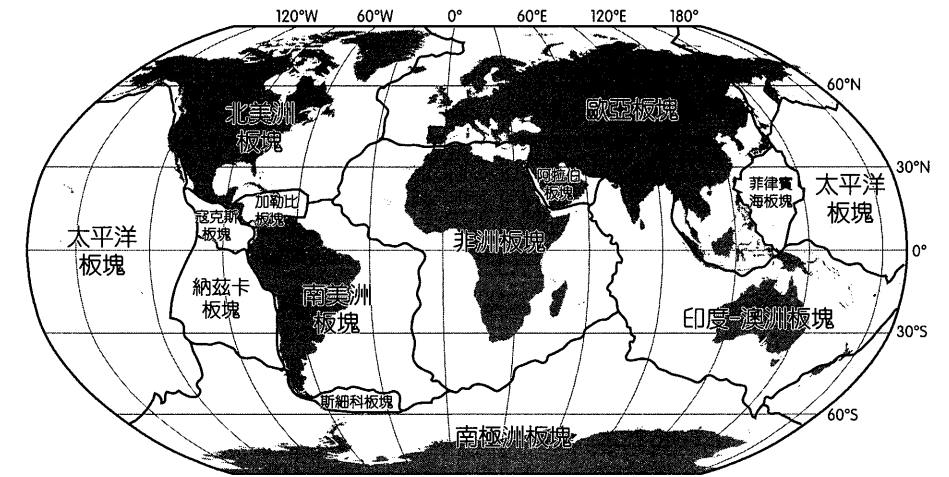 120°W 60°W 0° 60°E 120°E 180°
60°N
北美洲
板塊
歐亞板塊
30°N
阿拉伯
板塊
菲律賓
海板塊
太平洋
板塊
加勒比
板塊
寇克斯
板塊
太平洋
板塊
非洲板塊
0°
納茲卡
板塊
南美洲
板塊
印度-澳洲板塊
30°S
斯細科板塊
60°S
南極洲板塊